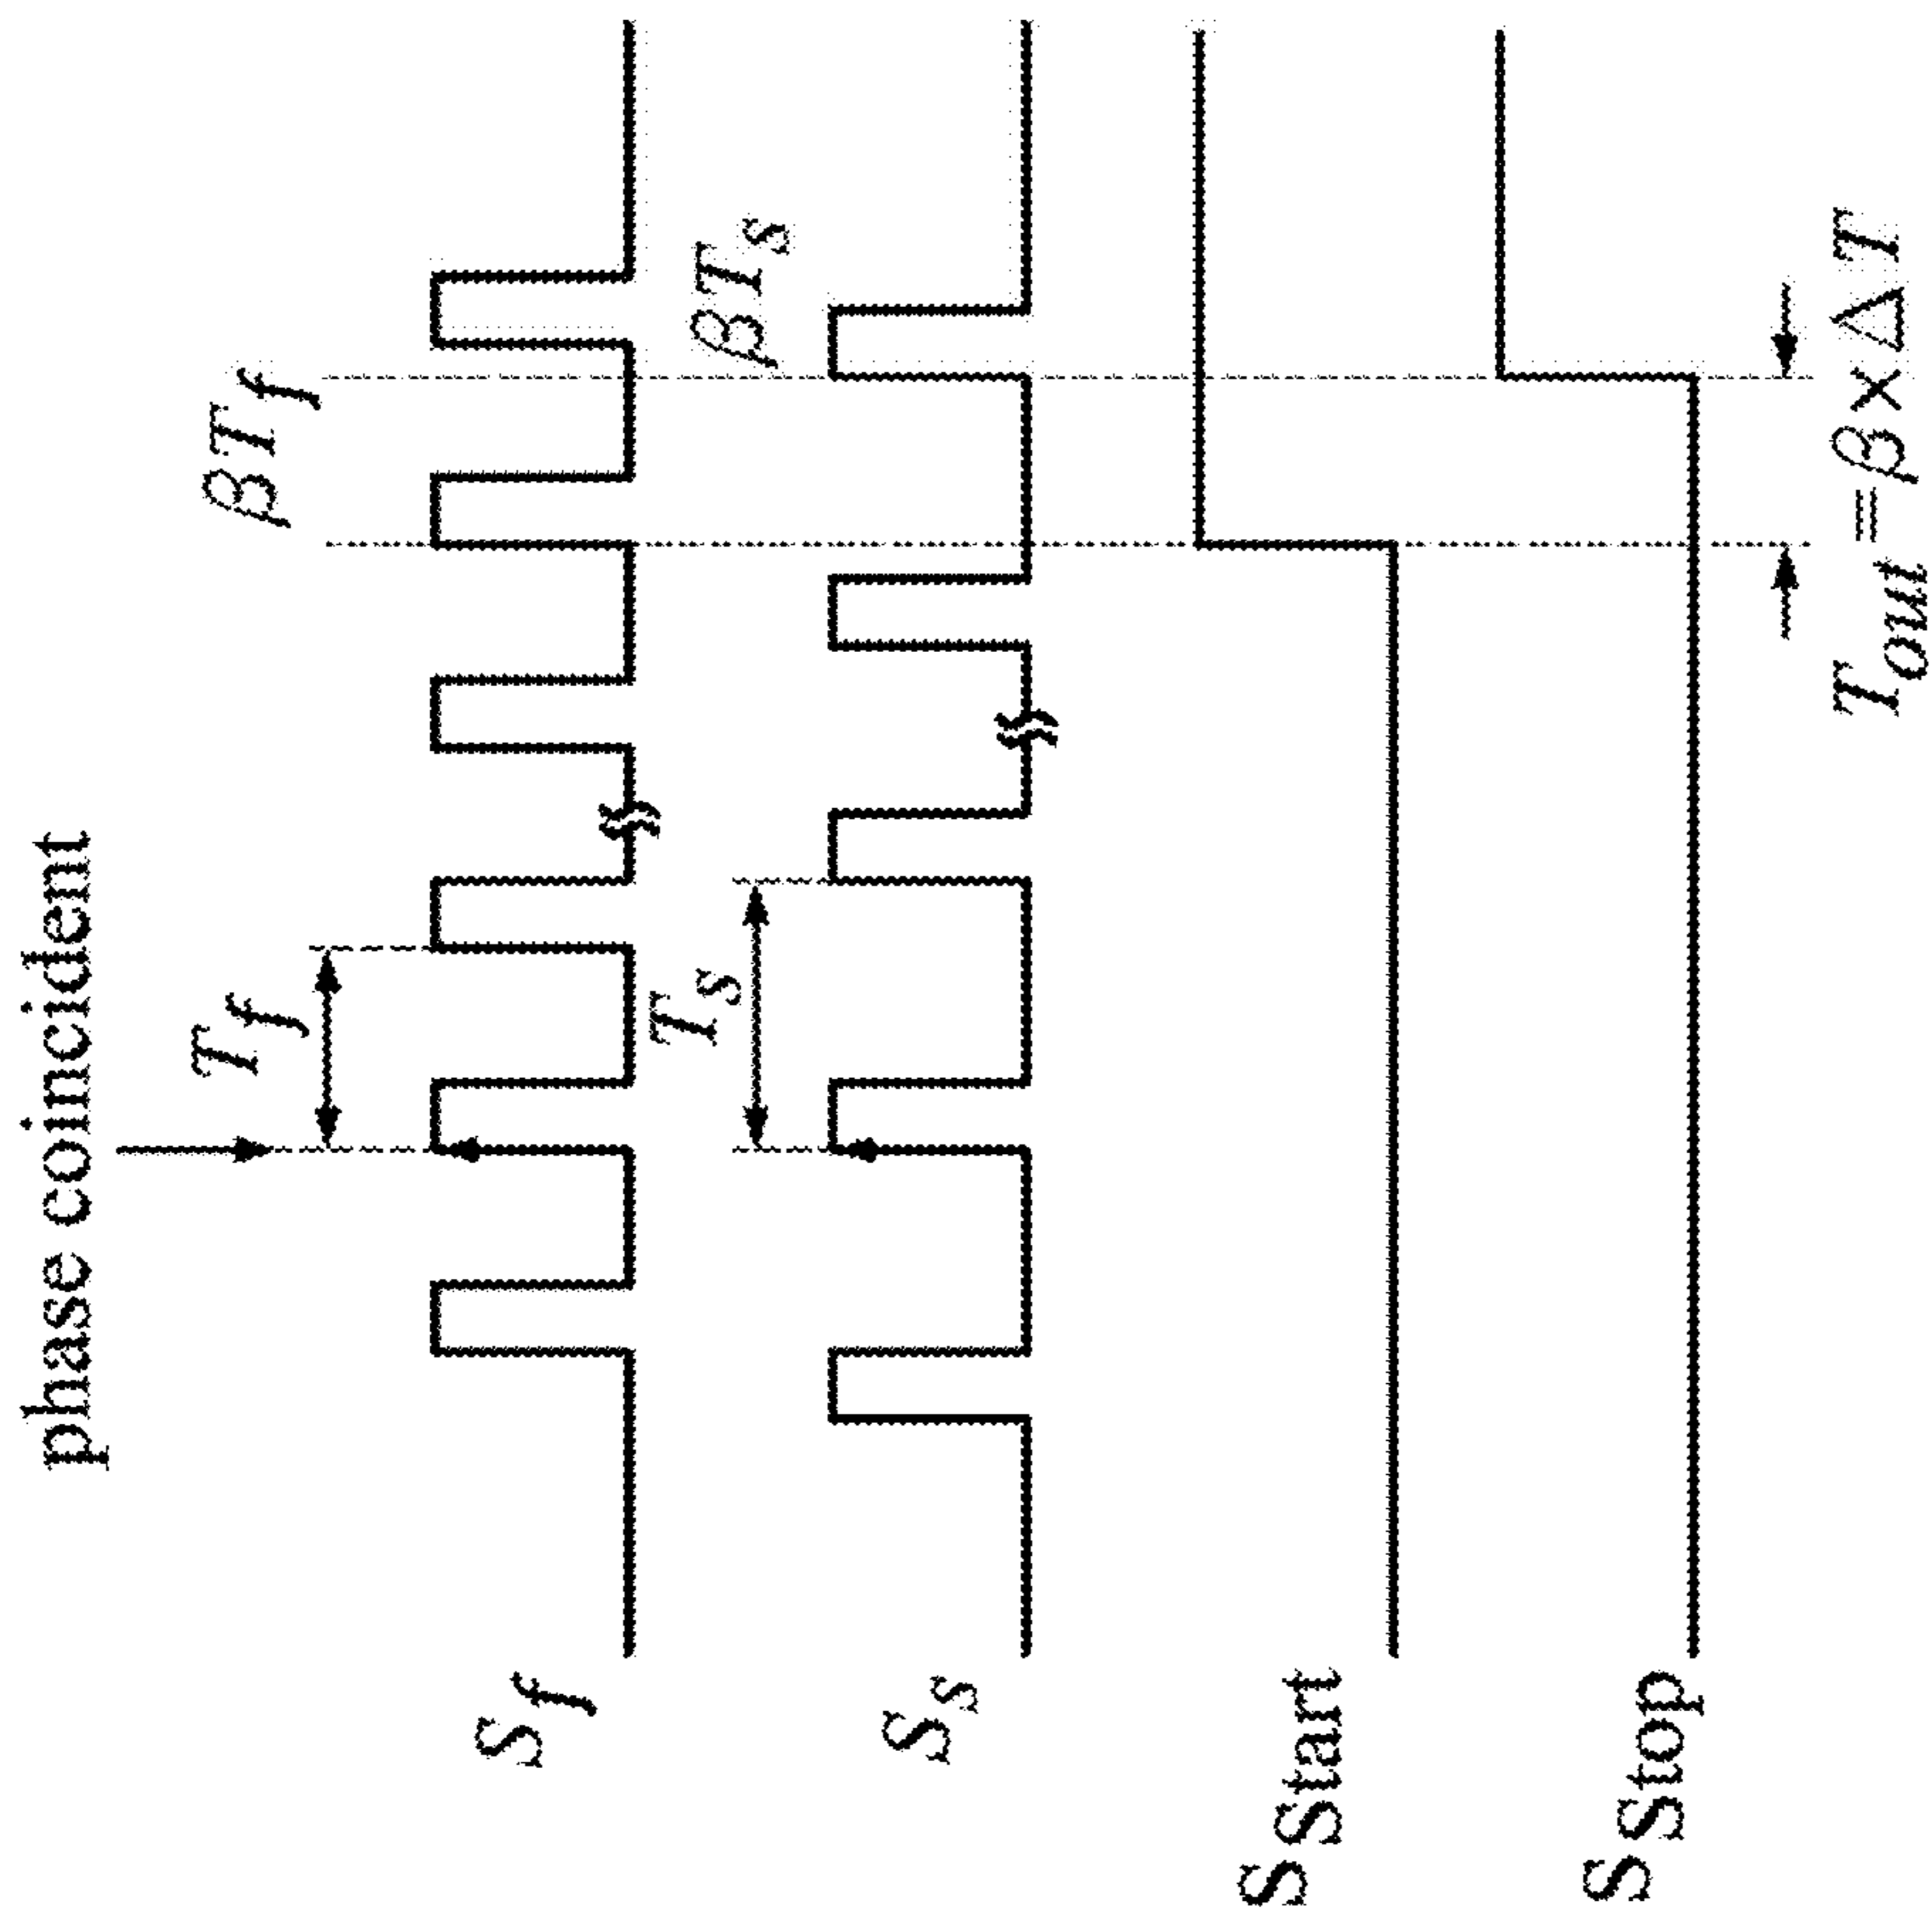 phase coincident
T_f
βT_f
S_f
T_s
βT_s
S_s
S_Start
S_Stop
T_out=β×ΔT